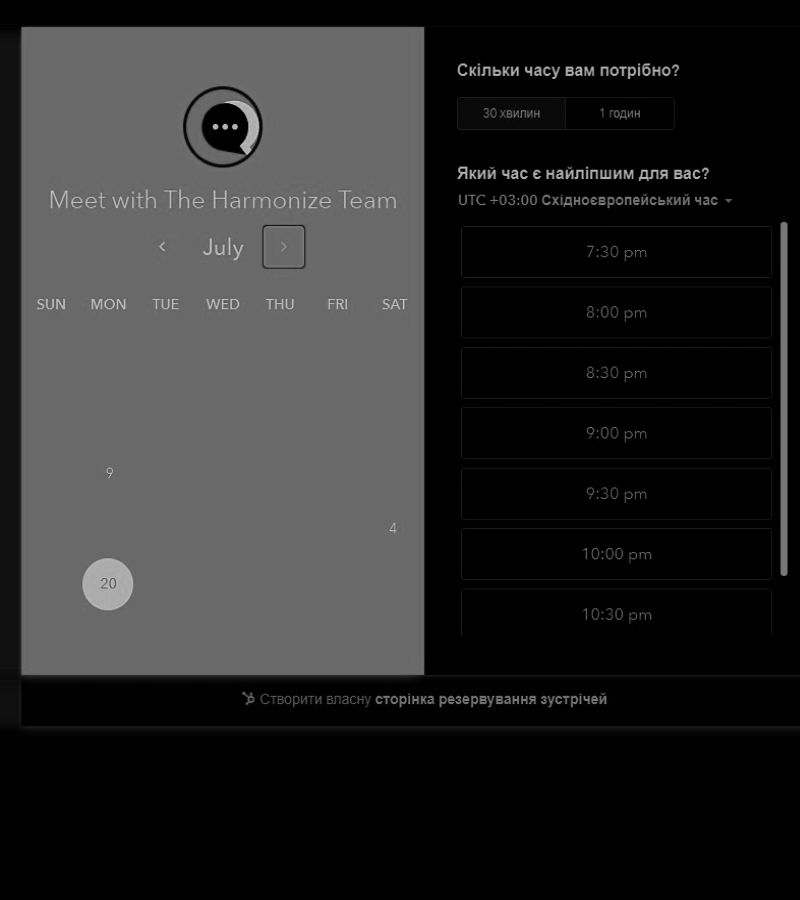 Meet with The Harmonize Team
July
SUN MON TUE WED THU FRI SAT
9
4
20
Скільки часу вам потрібно?
30 хвилин 1 годин
Який час є найліпшим для вас?
UTC +03:00 Східноєвропейський час
7:30 pm
8:00 pm
8:30 pm
9:00 pm
9:30 pm
10:00 pm
10:30 pm
Створити власну сторінка резервування зустрічей